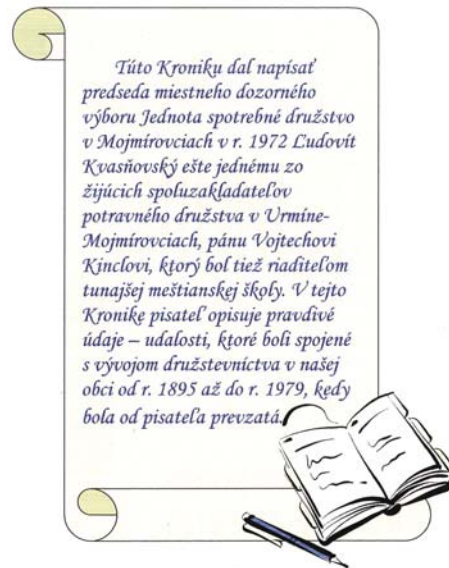 Túto Kroniku dal napísať
predseda miestneho dozorného
výboru Jednota spotrebné družstvo
v Mojmírovciach v r. 1972 Ľudovít
Kvasňovský ešte jednému zo
žijúcich spoluzakladateľov
potravného družstva v Urmíne-
Mojmírovciach, pánu Vojtechovi
Kinclovi, ktorý bol tiež riaditeľom
tunajšej meštianskej školy. V tejto
Kronike pisateľ opisuje pravdivé
údaje – udalosti, ktoré boli spojené
s vývojom družstevníctva v našej
obci od r. 1895 až do r. 1979, kedy
bola od pisateľa prevzatá.